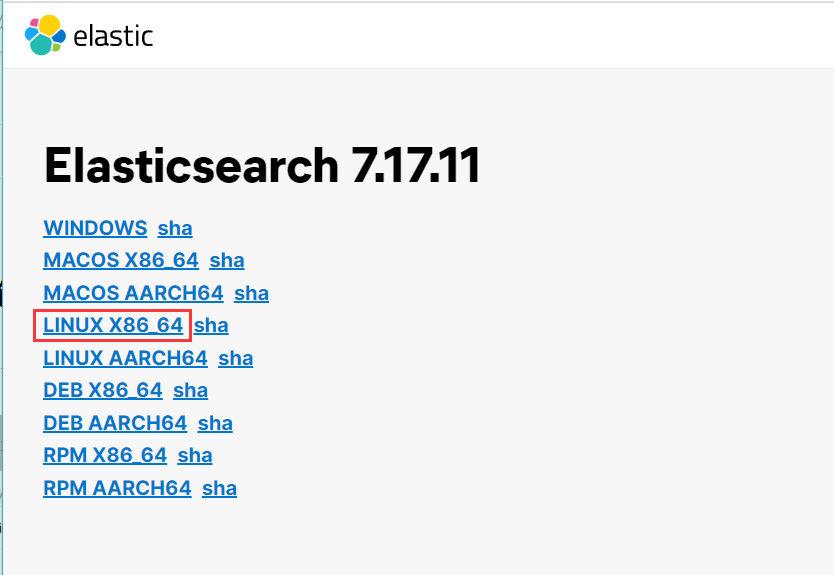 elastic
Elasticsearch 7.17.11
WINDOWS sha
MACOS X86_64 sha
MACOS AARCH64 sha
LINUX X86_64 sha
LINUX AARCH64 sha
DEB X86_64 sha
DEB AARCH64 sha
RPM X86_64 sha
RPM AARCH64 sha